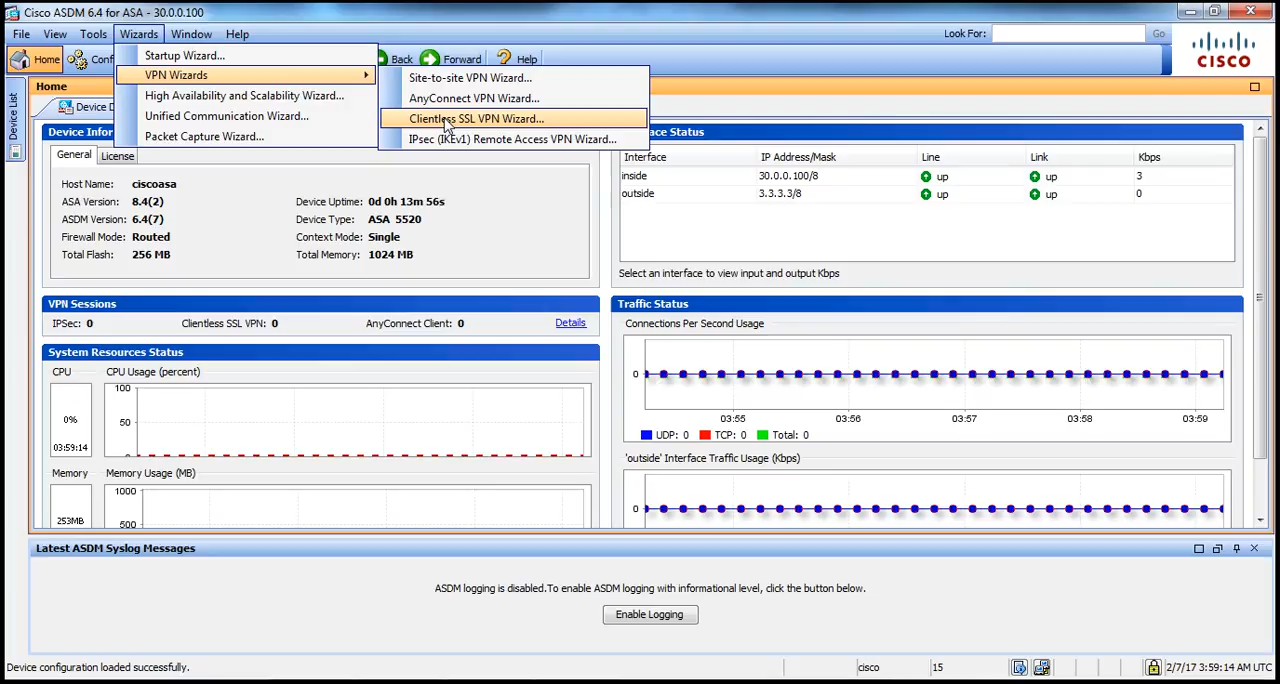 Cisco ASDM 6.4 for ASA - 30.0.0.100
File View Tools Wizards Window Help
Look For: Go
CISCO
Home Back Forward Help
Startup Wizard...
VPN Wizards
High Availability and Scalability Wizard...
Unified Communication Wizard...
Packet Capture Wizard...
Site-to-site VPN Wizard...
AnyConnect VPN Wizard...
Clientless SSL VPN Wizard...
IPsec (IKEv1) Remote Access VPN Wizard...
Device List
Home
General License
Host Name: ciscoasa
ASA Version: 8.4(2) Device Uptime: 0d 0h 13m 56s
ASDM Version: 6.4(7) Device Type: ASA 5520
Firewall Mode: Routed Context Mode: Single
Total Flash: 256 MB Total Memory: 1024 MB
Interface IP Address/Mask Line Link Kbps
inside 30.0.0.100/8 up up 3
outside 3.3.3.3/8 up up 0
Select an interface to view input and output Kbps
VPN Sessions
IPSec: 0 Clientless SSL VPN: 0 AnyConnect Client: 0 Details
System Resources Status
CPU CPU Usage (percent)
100
50
0
0%
03:59:14
Memory Memory Usage (MB)
1000
500
253MB
Traffic Status
Connections Per Second Usage
0
03:55 03:56 03:57 03:58 03:59
UDP: 0 TCP: 0 Total: 0
'outside' Interface Traffic Usage (Kbps)
0
Latest ASDM Syslog Messages
ASDM logging is disabled.To enable ASDM logging with informational level, click the button below.
Enable Logging
Device configuration loaded successfully. cisco 15 2/7/17 3:59:14 AM UTC